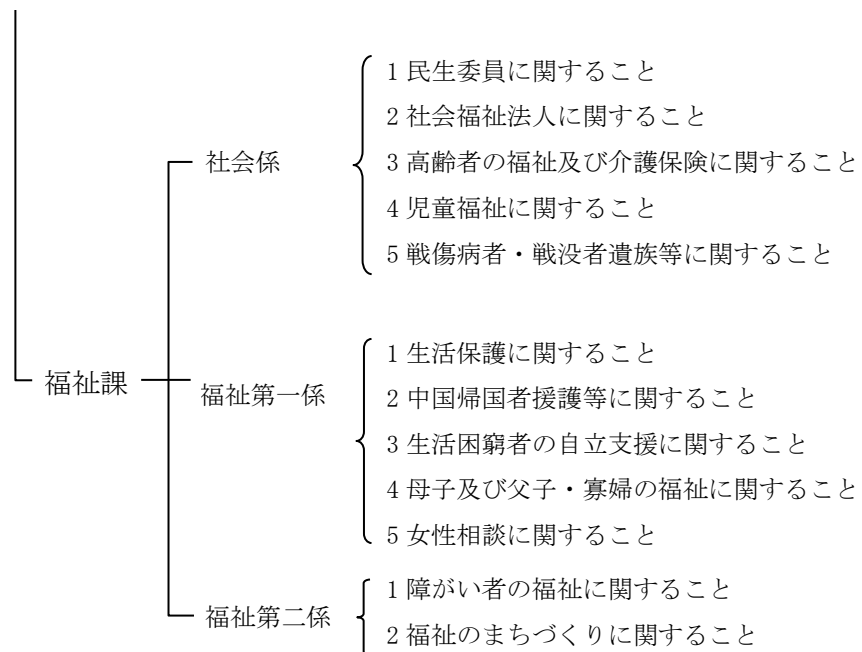 社会係
1 民生委員に関すること
2 社会福祉法人に関すること
3 高齢者の福祉及び介護保険に関すること
4 児童福祉に関すること
5 戦傷病者・戦没者遺族等に関すること
福祉課
福祉第一係
1 生活保護に関すること
2 中国帰国者援護等に関すること
3 生活困窮者の自立支援に関すること
4 母子及び父子・寡婦の福祉に関すること
5 女性相談に関すること
福祉第二係
1 障がい者の福祉に関すること
2 福祉のまちづくりに関すること